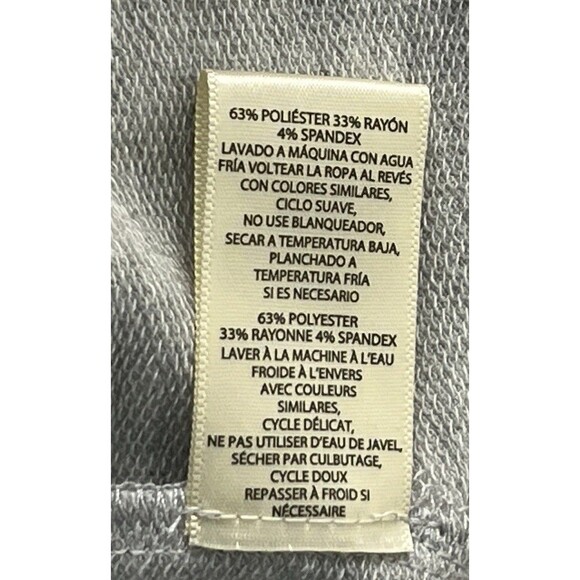 63% POLIÉSTER 33% RAYÓN
4% SPANDEX
LAVADO A MÁQUINA CON AGUA
FRÍA VOLTEAR LA ROPA AL REVÉS
CON COLORES SIMILARES,
CICLO SUAVE,
NO USE BLANQUEADOR,
SECAR A TEMPERATURA BAJA,
PLANCHADO A
TEMPERATURA FRÍA
SI ES NECESARIO
63% POLYESTER
33% RAYONNE 4% SPANDEX
LAVER À LA MACHINE À L'EAU
FROIDE À L'ENVERS
AVEC COULEURS
SIMILARES,
CYCLE DÉLICAT,
NE PAS UTILISER D'EAU DE JAVEL,
SÉCHER PAR CULBUTAGE,
CYCLE DOUX
REPASSER À FROID SI
NÉCESSAIRE